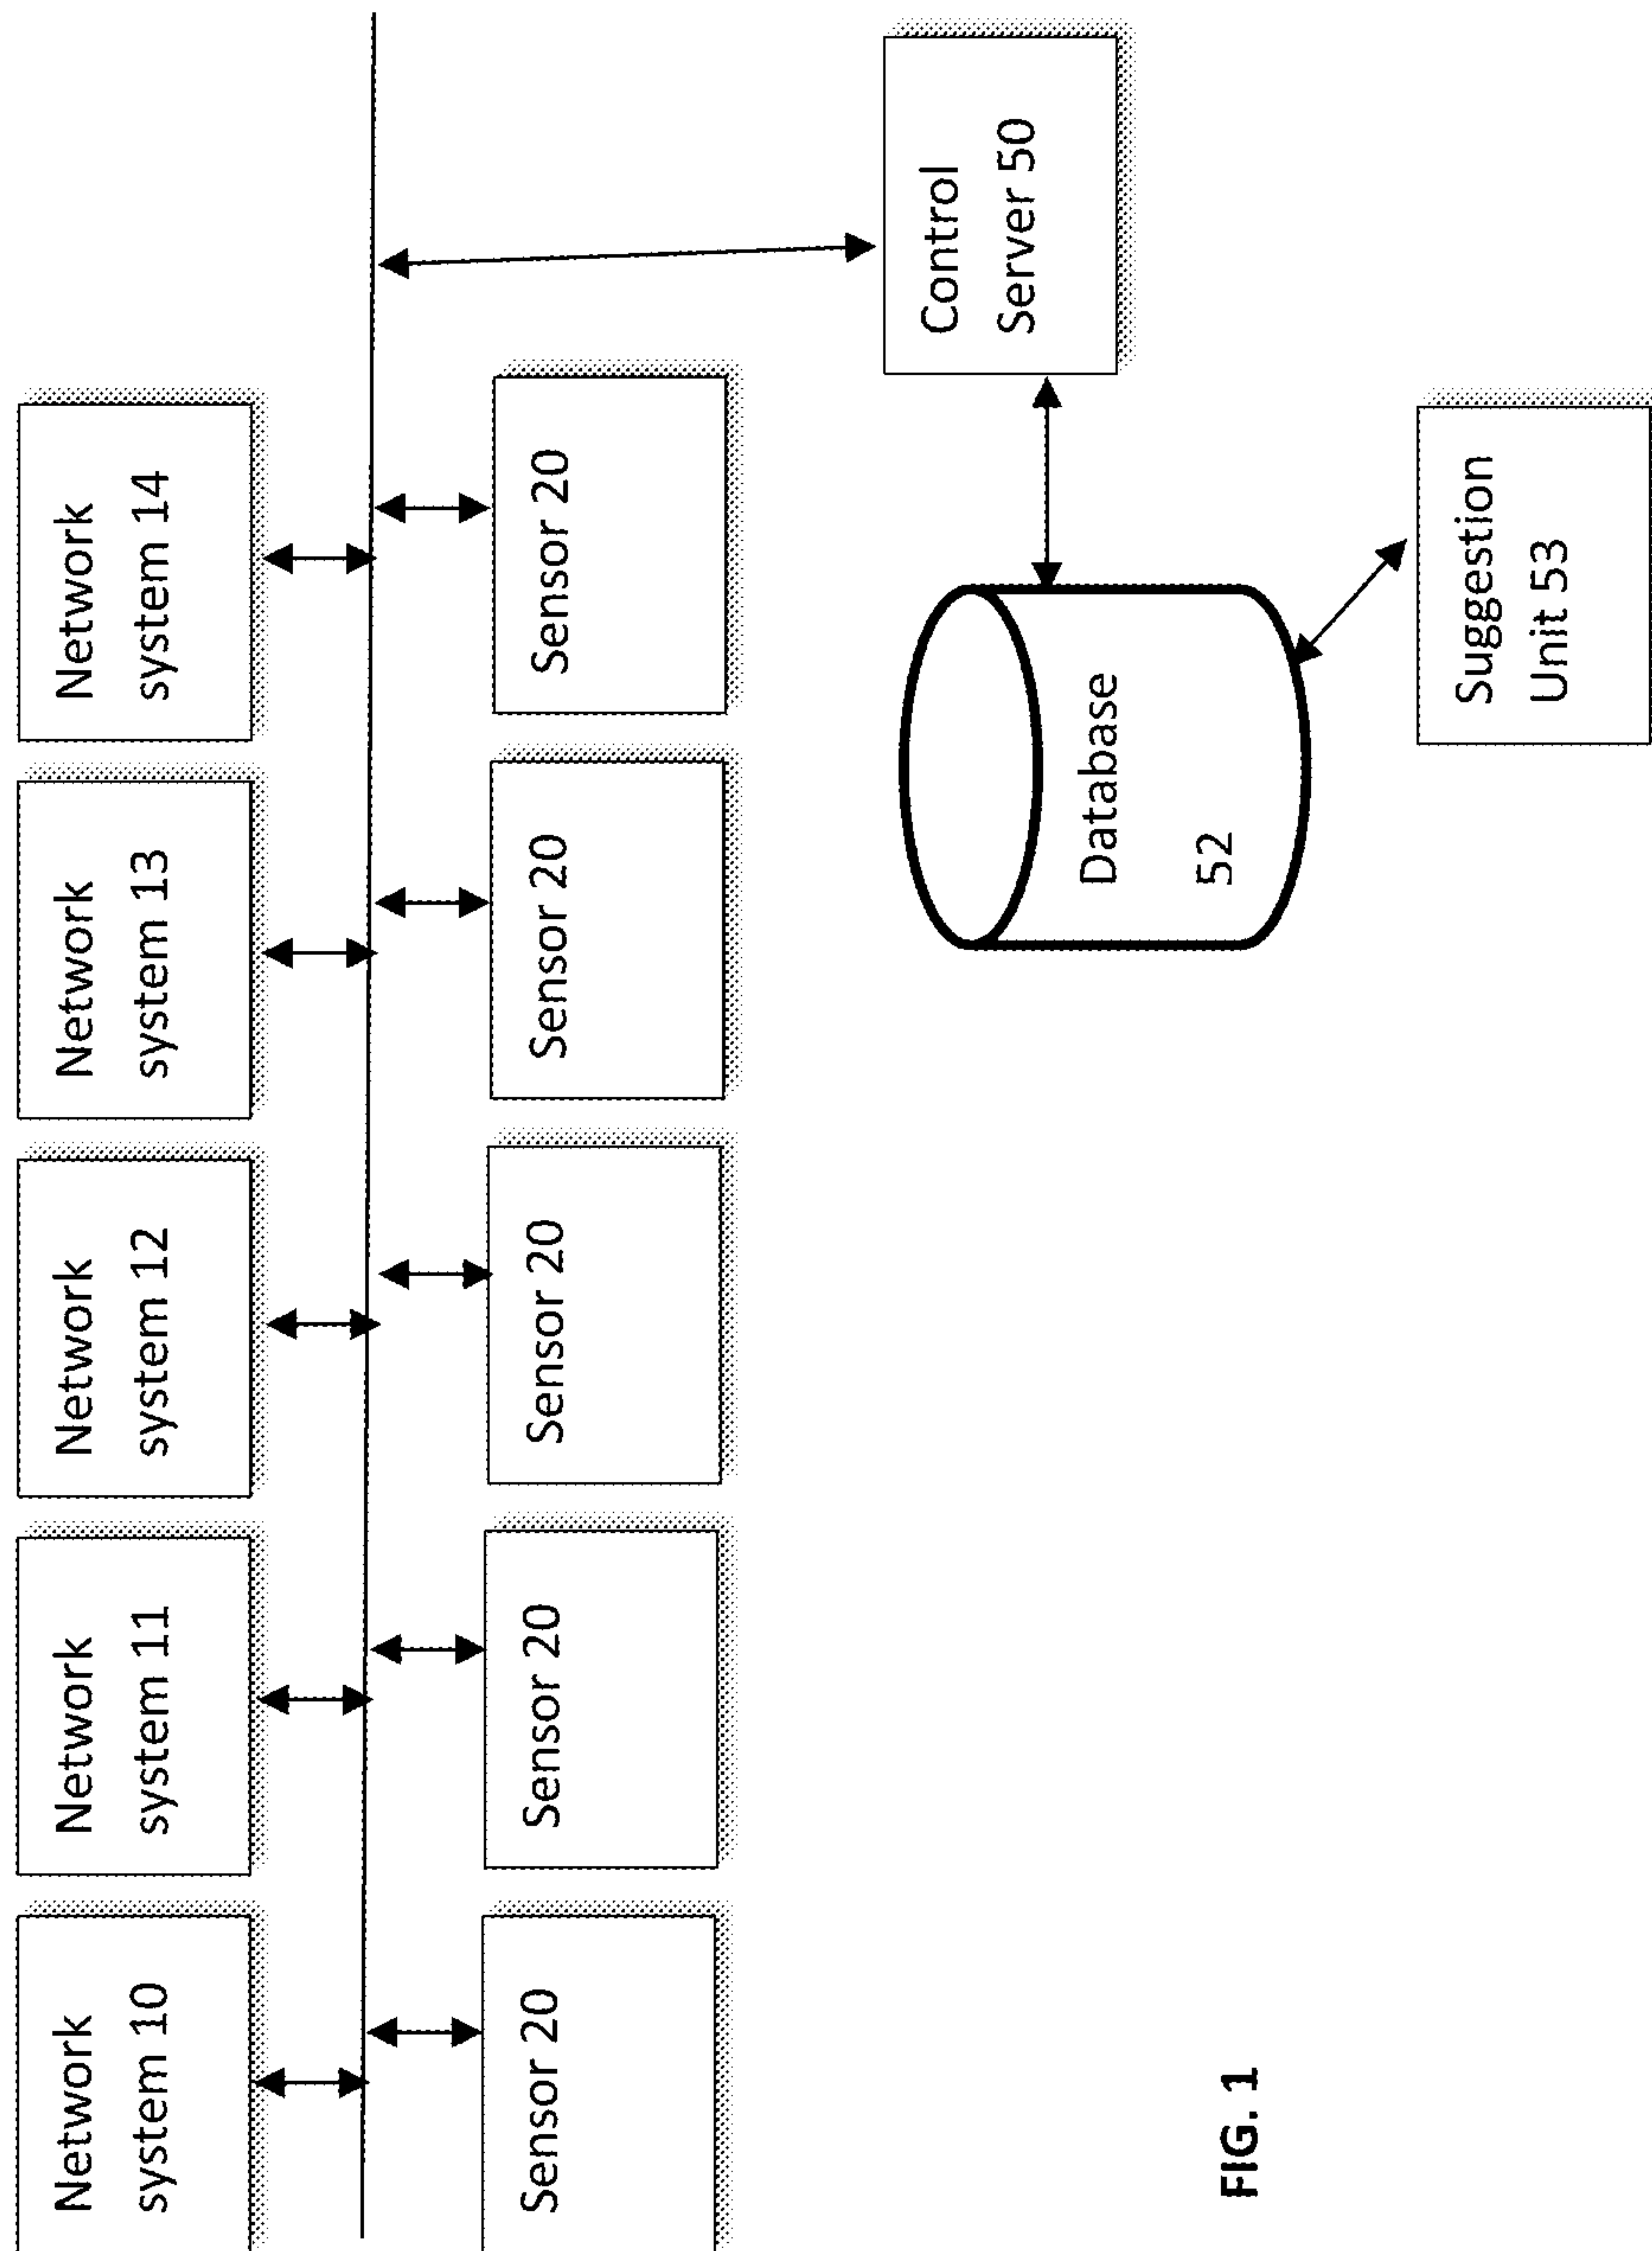 Network
system 10
Network
system 11
Network
system 12
Network
system 13
Network
system 14
Sensor 20
Sensor 20
Sensor 20
Sensor 20
Sensor 20
Control
Server 50
Database
52
Suggestion
Unit 53
FIG. 1